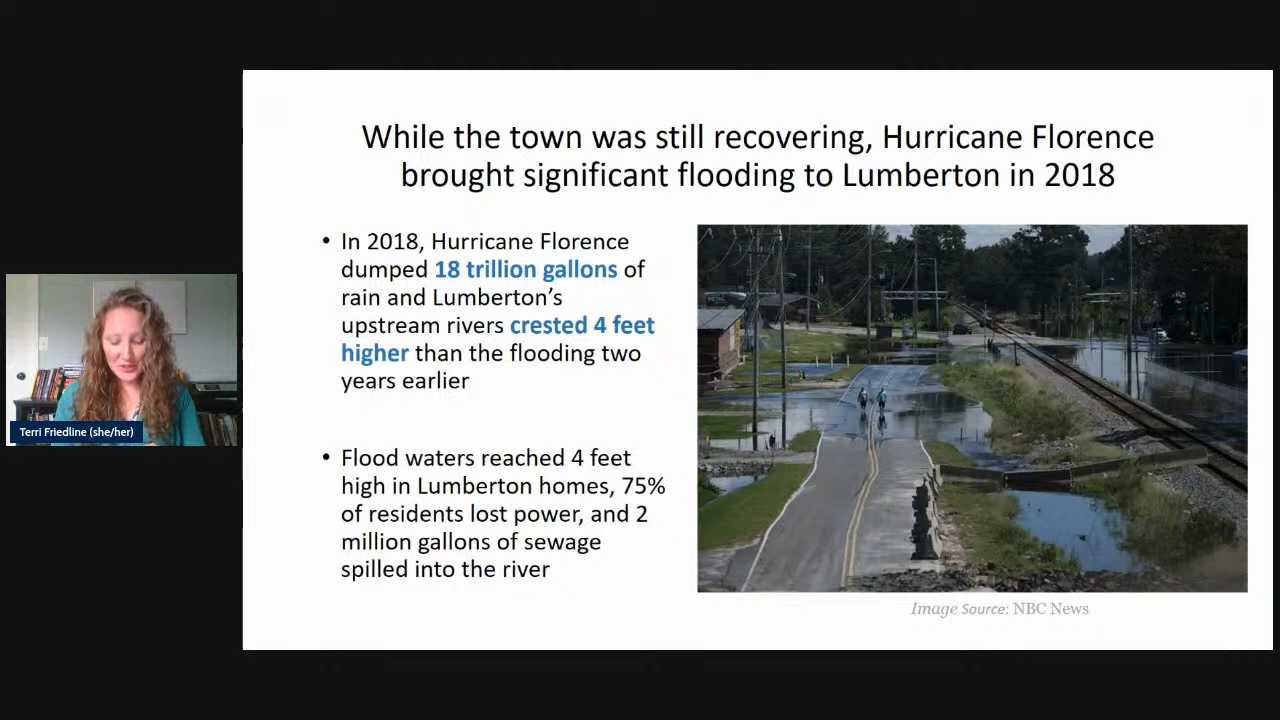 While the town was still recovering, Hurricane Florence
brought significant flooding to Lumberton in 2018
• In 2018, Hurricane Florence
dumped 18 trillion gallons of
rain and Lumberton’s
upstream rivers crested 4 feet
higher than the flooding two
years earlier
• Flood waters reached 4 feet
high in Lumberton homes, 75%
of residents lost power, and 2
million gallons of sewage
spilled into the river
TOTAL
Image Source: NBC News
Terri Friedline (she/her)